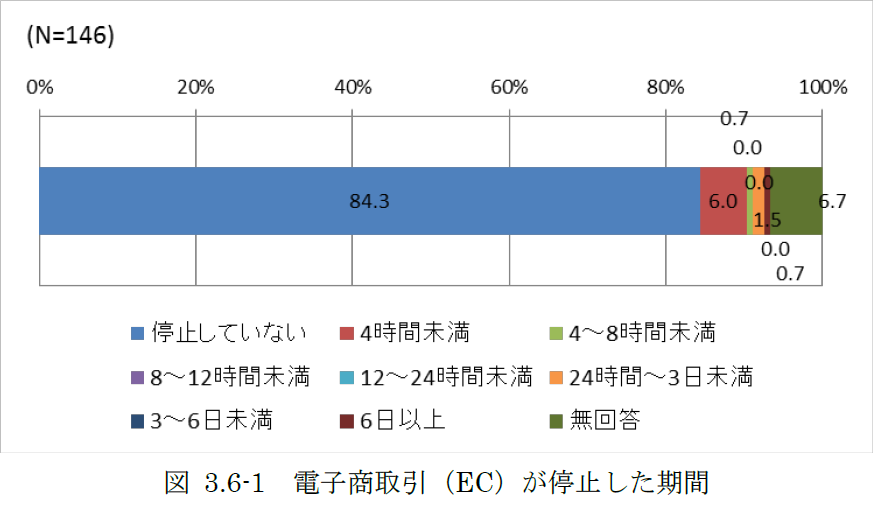 (N=146)
0% 20% 40% 60% 80% 100%
0.7
0.0
0.0
84.3 6.0 6.7
1.5
0.0
0.7
停止していない 4時間未満 4～8時間未満
8～12時間未満 12～24時間未満 24時間～3日未満
3～6日未満 6日以上 無回答
図 3.6-1 電子商取引（EC）が停止した期間